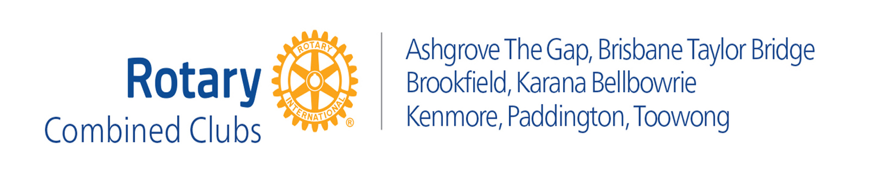 Rotary
Combined Clubs
ROTARY
INTERNATIONAL
®
Ashgrove The Gap, Brisbane Taylor Bridge
Brookfield, Karana Bellbowrie
Kenmore, Paddington, Toowong